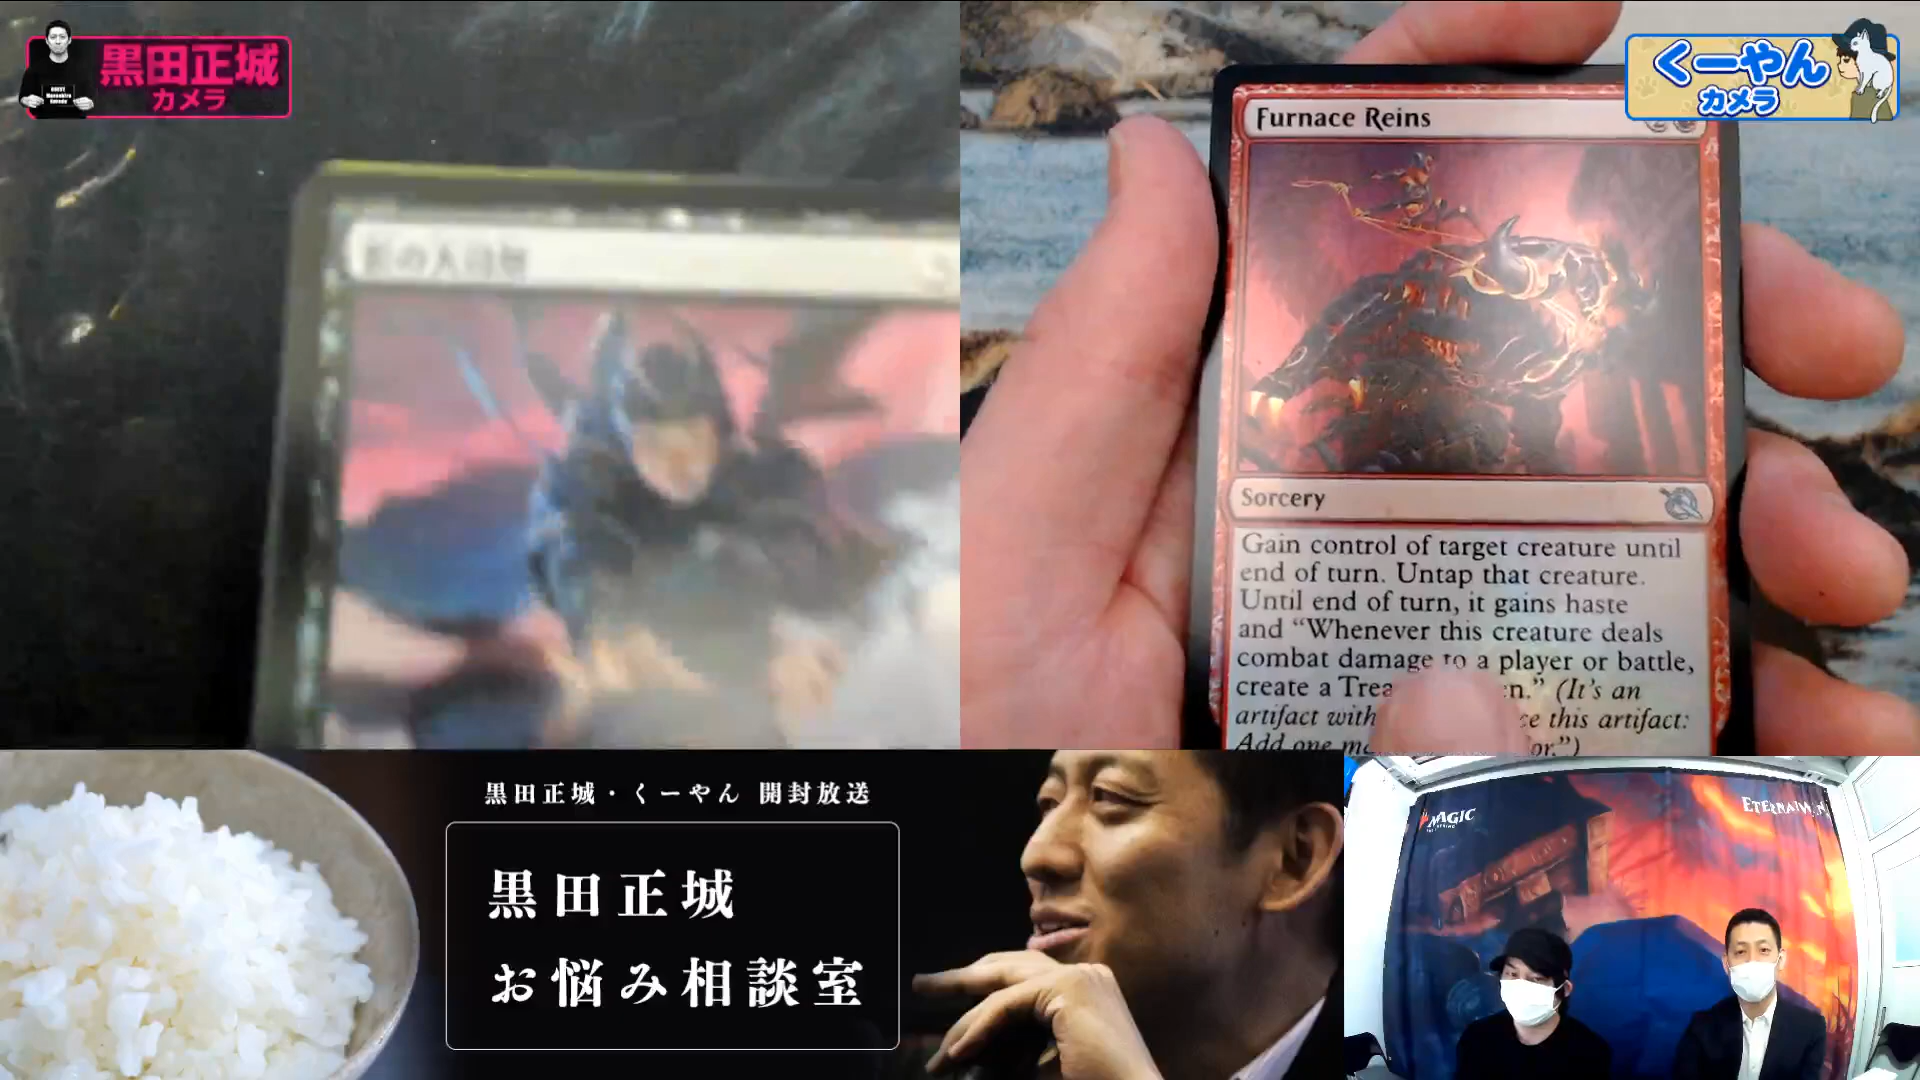 黒田正城
カメラ
くーやん
カメラ
Furnace Reins
Sorcery
Gain control of target creature until
end of turn. Untap that creature.
Until end of turn, it gains haste
and “Whenever this creature deals
combat damage to a player or battle,
create a
(It's an
artifact with
this artifact:
Add one
黒田正城・くーやん 開封放送
黒田正城
お悩み相談室
MAGIC